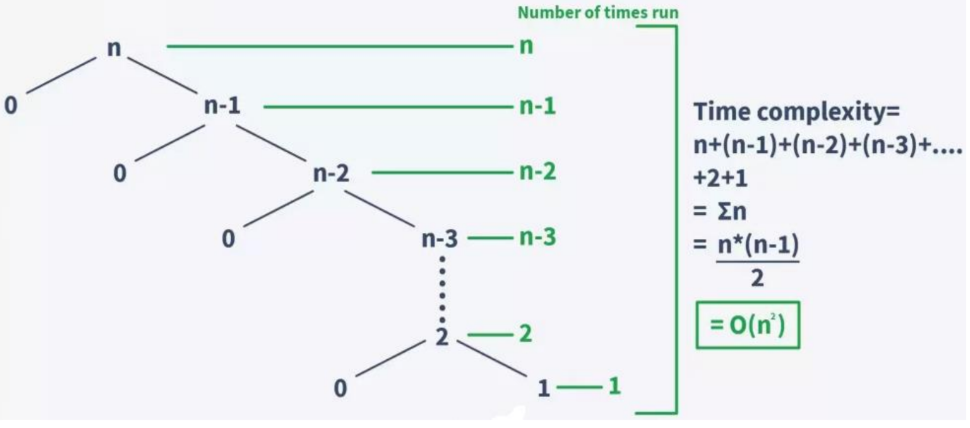 Number of times run
n n
0 n-1 n-1
0 n-2 n-2
0 n-3 n-3
2 2
0 1 1
Time complexity=
n+(n-1)+(n-2)+(n-3)+....
+2+1
= Σn
= n*(n-1)
2
= O(n²)